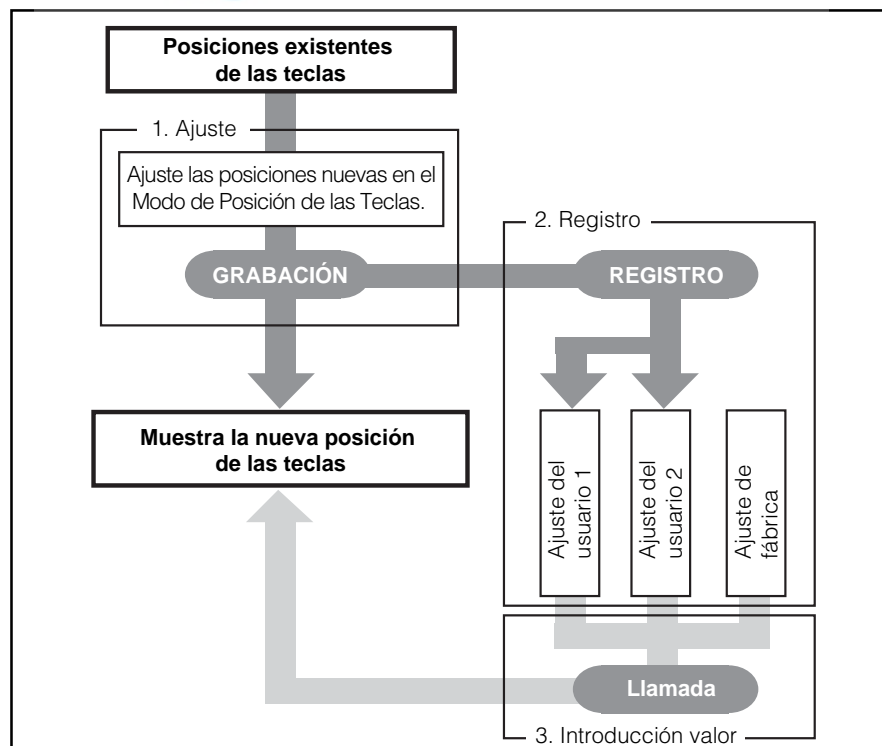 Posiciones existentes
de las teclas
1. Ajuste
Ajuste las posiciones nuevas en el
Modo de Posición de las Teclas.
2. Registro
GRABACIÓN
REGISTRO
Muestra la nueva posición
de las teclas
Ajuste del
usuario 1
Ajuste del
usuario 2
Ajuste de
fábrica
Llamada
3. Introducción valor